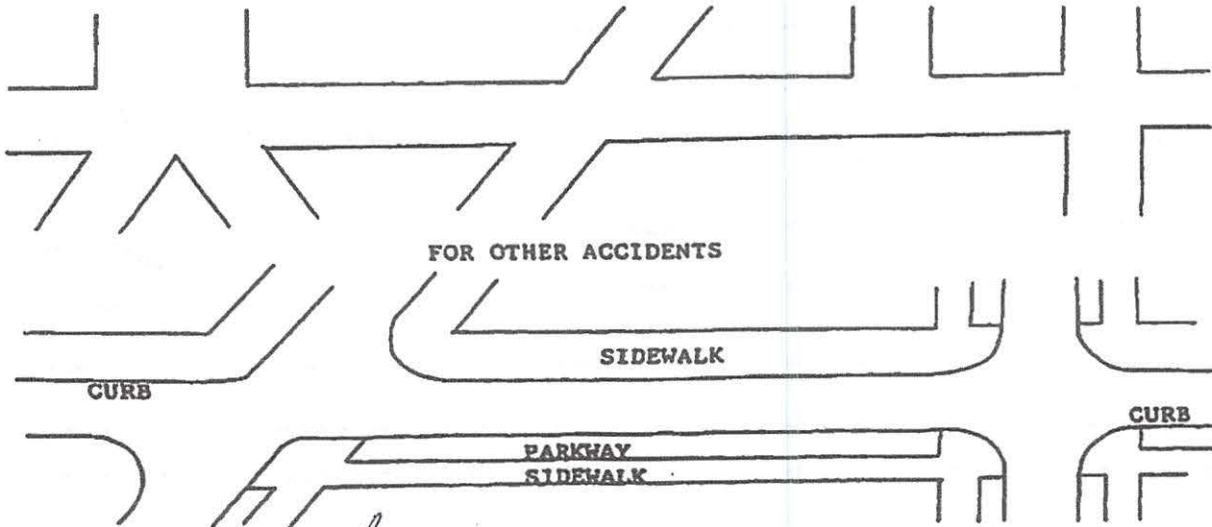 FOR OTHER ACCIDENTS
SIDEWALK
CURB
CURB
PARKWAY
SIDEWALK